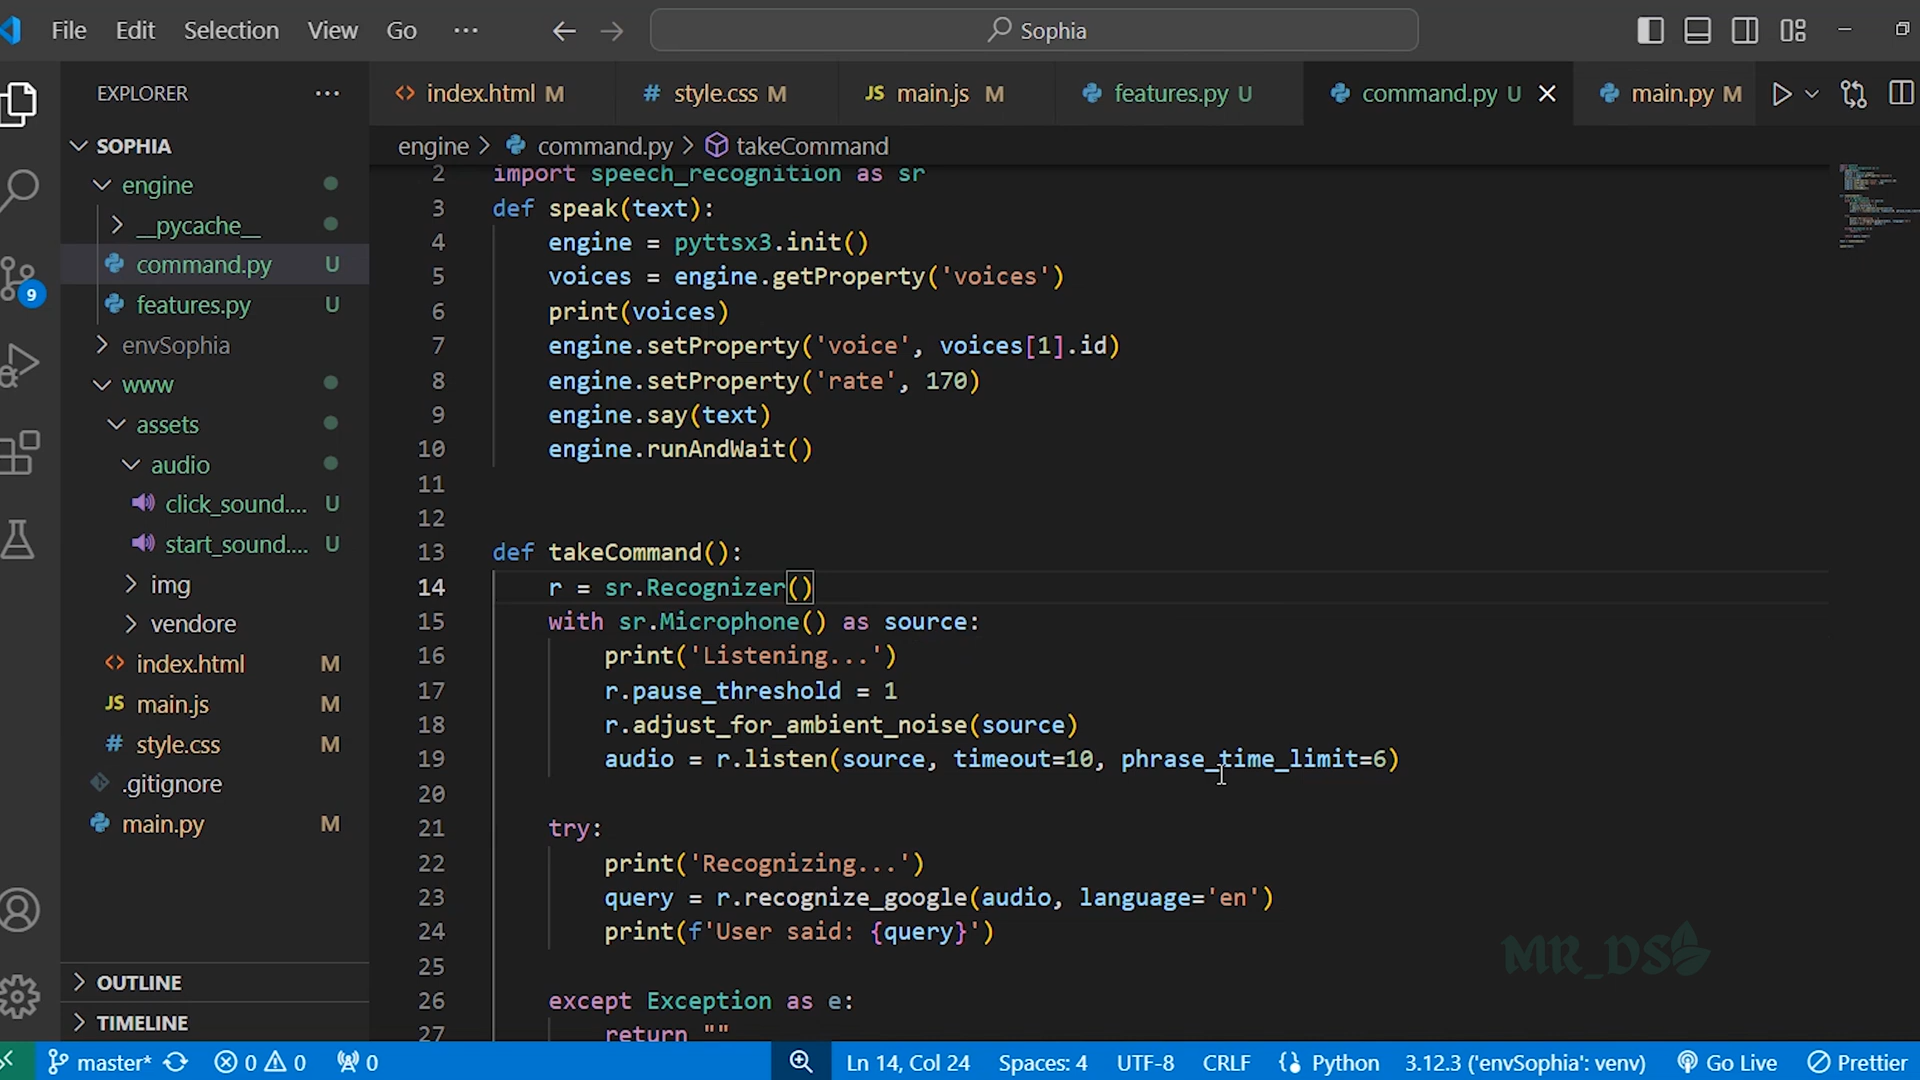 File Edit Selection View Go ... Sophia
EXPLORER ...
index.html M style.css M main.js M features.py U command.py U main.py M
engine > command.py > takeCommand
SOPHIA
engine
__pycache__
command.py U
features.py U
envSophia
www
assets
audio
click_sound.... U
start_sound.... U
img
vendore
index.html M
main.js M
style.css M
.gitignore
main.py M
OUTLINE
TIMELINE
9
2 import speech_recognition as sr
3 def speak(text):
4 engine = pyttsx3.init()
5 voices = engine.getProperty('voices')
6 print(voices)
7 engine.setProperty('voice', voices[1].id)
8 engine.setProperty('rate', 170)
9 engine.say(text)
10 engine.runAndWait()
11
12
13 def takeCommand():
14 r = sr.Recognizer()
15 with sr.Microphone() as source:
16 print('Listening...')
17 r.pause_threshold = 1
18 r.adjust_for_ambient_noise(source)
19 audio = r.listen(source, timeout=10, phrase_time_limit=6)
20
21 try:
22 print('Recognizing...')
23 query = r.recognize_google(audio, language='en')
24 print(f'User said: {query}')
25
26 except Exception as e:
27 return ""
MR_DS
master* 0 0 0 Ln 14, Col 24 Spaces: 4 UTF-8 CRLF Python 3.12.3 ('envSophia': venv) Go Live Prettier